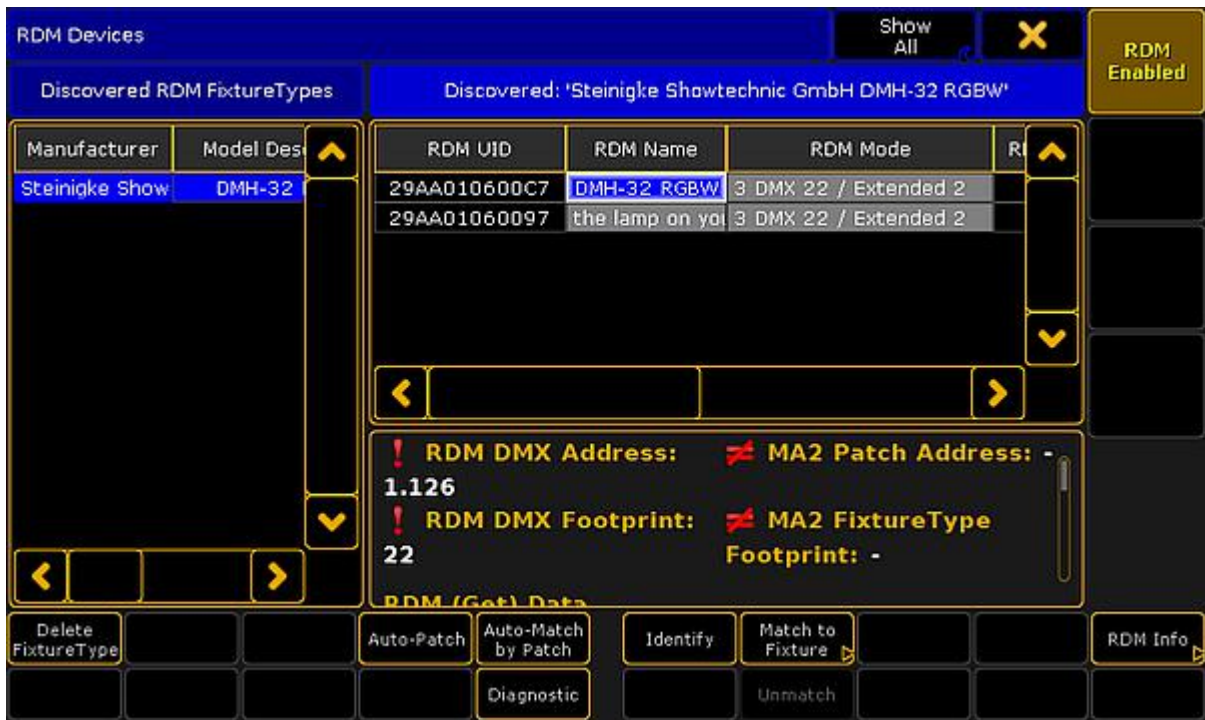 RDM Devices
Show
All
RDM
Enabled
Discovered RDM FixtureTypes
Discovered: 'Steinigke Showtechnic GmbH DMH-32 RGBW'
Manufacturer Model Des
RDM UID RDM Name RDM Mode
Steinigke Show DMH-32
29AA010600C7 DMH-32 RGBW 3 DMX 22 / Extended 2
29AA01060097 the lamp on you 3 DMX 22 / Extended 2
! RDM DMX Address: ≠ MA2 Patch Address: -
1.126
! RDM DMX Footprint: ≠ MA2 FixtureType
22 Footprint: -
RDM (Get) Data
Delete
FixtureType
Auto-Patch
Auto-Match
by Patch
Identify
Match to
Fixture
RDM Info
Diagnostic
Unmatch